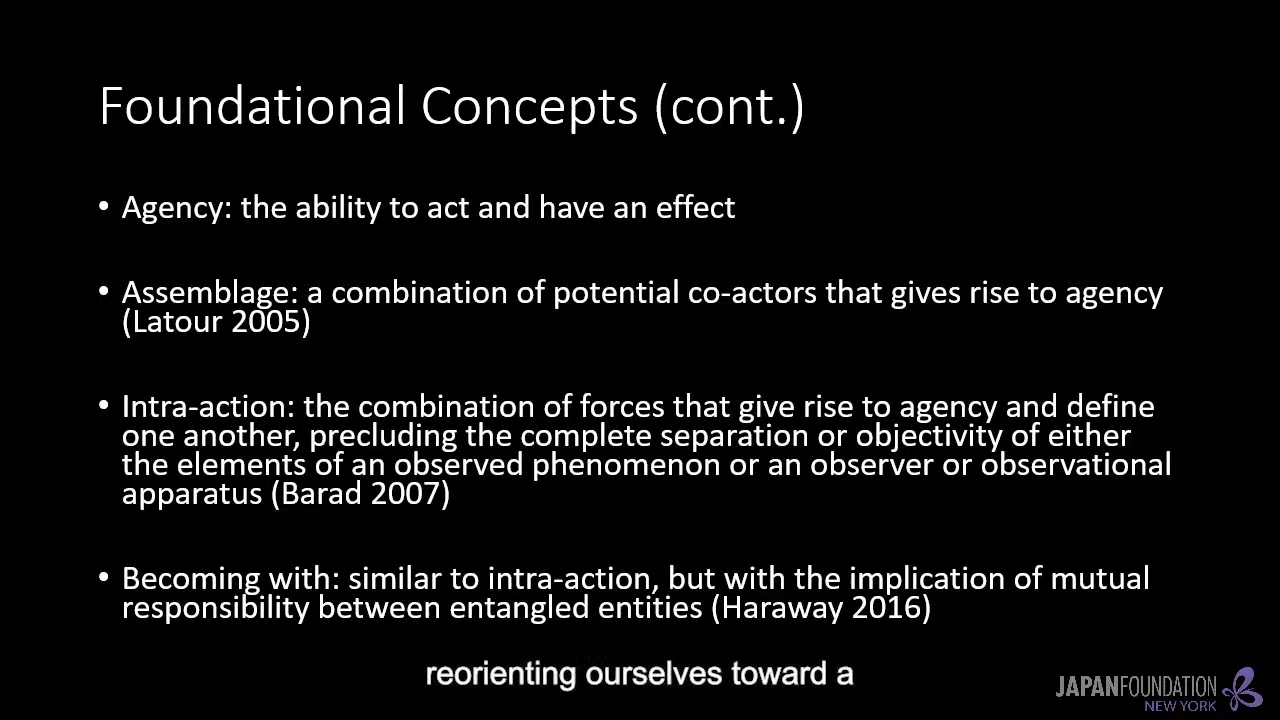 Foundational Concepts (cont.)
• Agency: the ability to act and have an effect
• Assemblage: a combination of potential co-actors that gives rise to agency
(Latour 2005)
• Intra-action: the combination of forces that give rise to agency and define
one another, precluding the complete separation or objectivity of either
the elements of an observed phenomenon or an observer or observational
apparatus (Barad 2007)
• Becoming with: similar to intra-action, but with the implication of mutual
responsibility between entangled entities (Haraway 2016)
reorienting ourselves toward a
JAPANFOUNDATION
NEW YORK